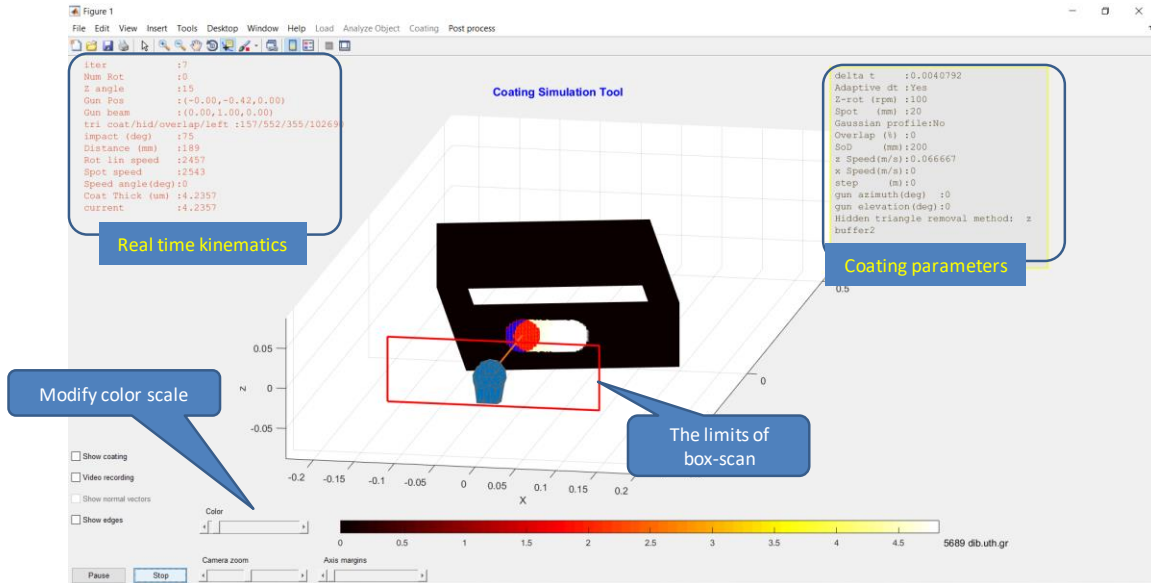 Figure 1
File Edit View Insert Tools Desktop Window Help Load Analyze Object Coating Post process
iter :7
Num Rot :0
Z angle :15
Gun Pos :(-0.00,-0.42,0.00)
Gun beam :(0.00,1.00,0.00)
tri coat/hid/overlap/left :157/552/355/102690
impact (deg) :75
Distance (mm) :189
Rot lin speed :2457
Spot speed :2543
Speed angle(deg):0
Coat Thick (um) :4.2357
current :4.2357
Real time kinematics
Coating Simulation Tool
delta t :0.0040792
Adaptive dt :Yes
Z-rot (rpm) :100
Spot (mm) :20
Gaussian profile:No
Overlap (%) :0
SoD (mm):200
z Speed(m/s):0.066667
x Speed(m/s):0
step (m):0
gun azimuth(deg) :0
gun elevation(deg):0
Hidden triangle removal method: z
buffer2
Coating parameters
0.5
0
0.05
0
-0.05
z
-0.2 -0.15 -0.1 -0.05 0 0.05 0.1 0.15 0.2
X
Modify color scale
The limits of
box-scan
Show coating
Video recording
Show normal vectors
Show edges
Color
0 0.5 1 1.5 2 2.5 3 3.5 4 4.5 5689 dib.uth.gr
Camera zoom Axis margins
Pause Stop